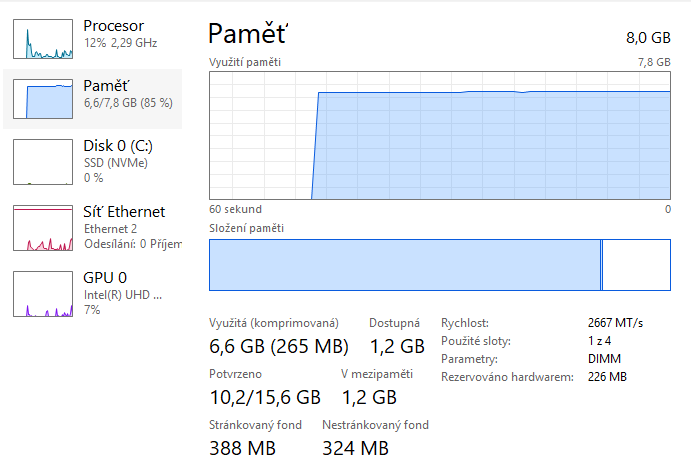 Procesor
12% 2,29 GHz
Paměť
6,6/7,8 GB (85 %)
Disk 0 (C:)
SSD (NVMe)
0 %
Síť Ethernet
Ethernet 2
Odesílání: 0 Příjem
GPU 0
Intel(R) UHD ...
7%
Paměť 8,0 GB
Využití paměti 7,8 GB
60 sekund 0
Složení paměti
Využitá (komprimovaná) Dostupná
6,6 GB (265 MB) 1,2 GB
Potvrzeno V mezipaměti
10,2/15,6 GB 1,2 GB
Stránkovaný fond Nestránkovaný fond
388 MB 324 MB
Rychlost: 2667 MT/s
Použité sloty: 1 z 4
Parametry: DIMM
Rezervováno hardwarem: 226 MB